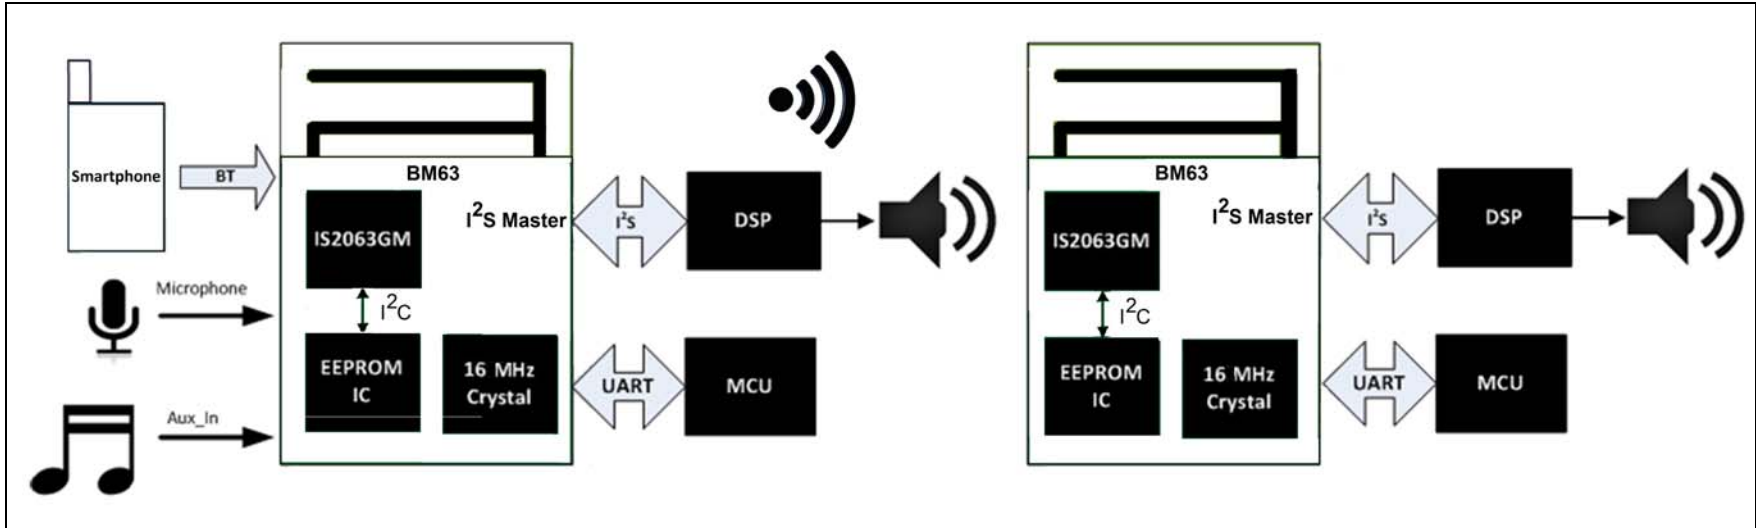 Smartphone
BT
Microphone
Aux_In
BM63
I²S Master
IS2063GM
I²C
EEPROM
IC
16 MHz
Crystal
I²S
DSP
UART
MCU
BM63
I²S Master
IS2063GM
I²C
EEPROM
IC
16 MHz
Crystal
I²S
DSP
UART
MCU